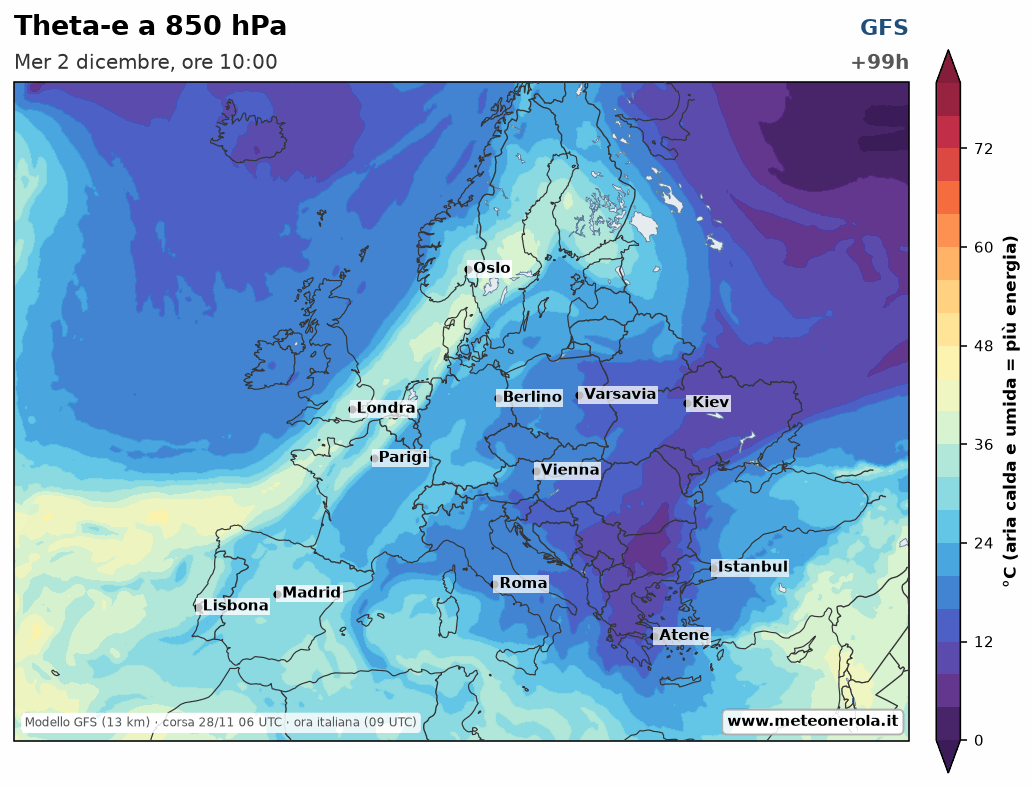 Theta-e a 850 hPa
GFS
Mer 2 dicembre, ore 10:00
+99h
72
60
48
36
24
12
0
°C (aria calda e umida = più energia)
Oslo
Londra
Berlino
Varsavia
Kiev
Parigi
Vienna
Istanbul
Roma
Madrid
Lisbona
Atene
Modello GFS (13 km) · corsa 28/11 06 UTC · ora italiana (09 UTC)
www.meteonerola.it